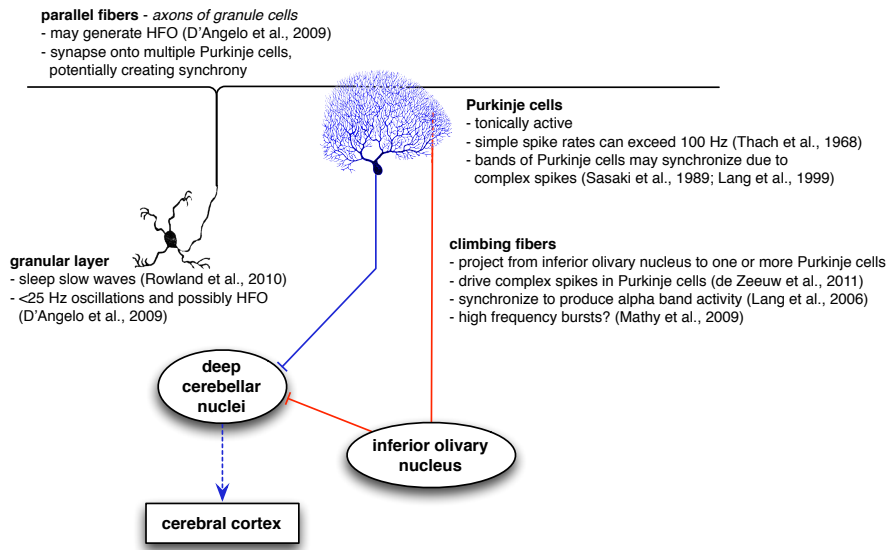 parallel fibers - axons of granule cells
- may generate HFO (D'Angelo et al., 2009)
- synapse onto multiple Purkinje cells,
potentially creating synchrony
Purkinje cells
- tonically active
- simple spike rates can exceed 100 Hz (Thach et al., 1968)
- bands of Purkinje cells may synchronize due to
complex spikes (Sasaki et al., 1989; Lang et al., 1999)
climbing fibers
- project from inferior olivary nucleus to one or more Purkinje cells
- drive complex spikes in Purkinje cells (de Zeeuw et al., 2011)
- synchronize to produce alpha band activity (Lang et al., 2006)
- high frequency bursts? (Mathy et al., 2009)
granular layer
- sleep slow waves (Rowland et al., 2010)
- <25 Hz oscillations and possibly HFO
(D'Angelo et al., 2009)
deep
cerebellar
nuclei
inferior olivary
nucleus
cerebral cortex